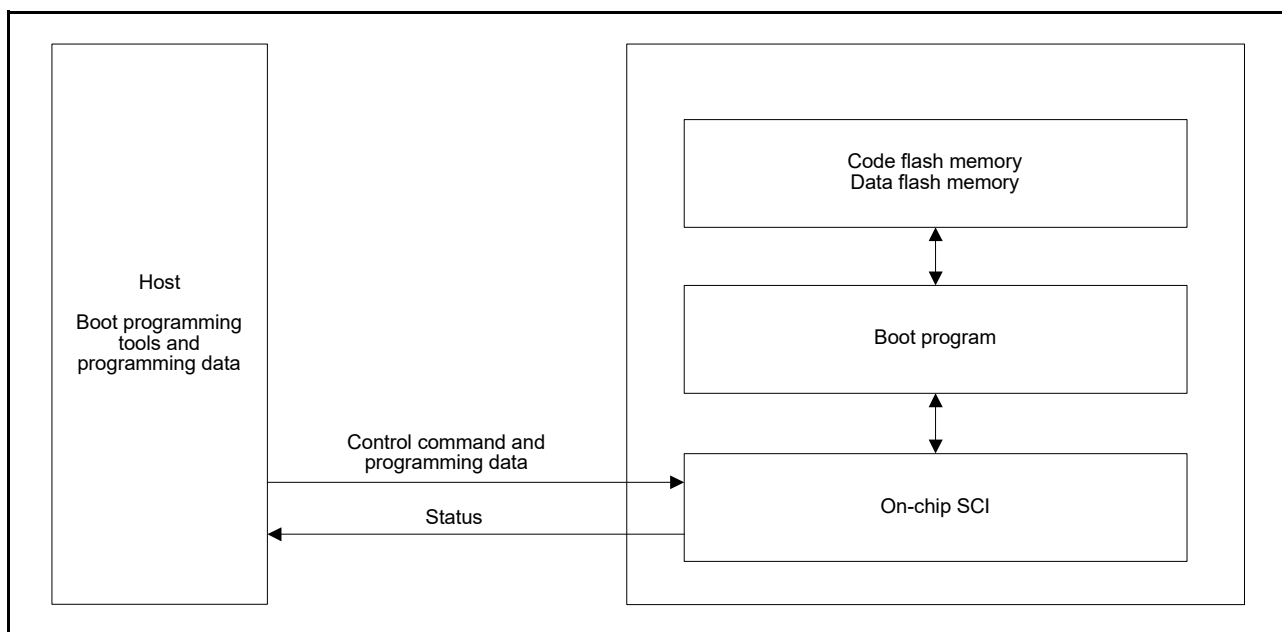 Host
Boot programming
tools and
programming data
Control command and
programming data
Status
Code flash memory
Data flash memory
Boot program
On-chip SCI